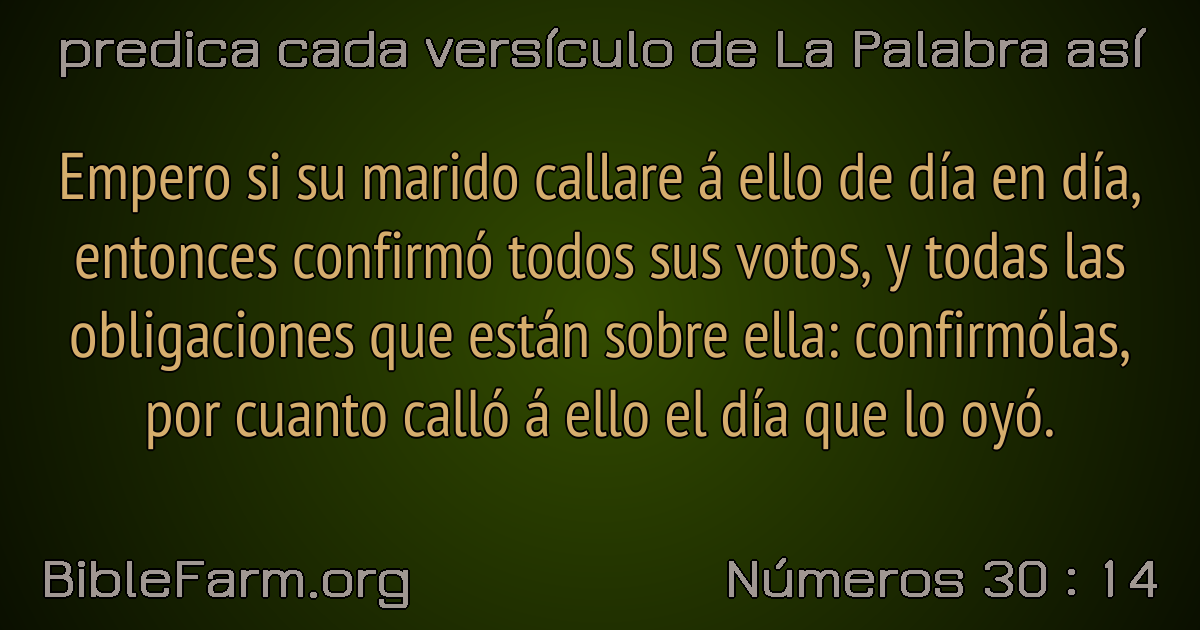 predica cada versículo de La Palabra así
Empero si su marido callare á ello de día en día,
entonces confirmó todos sus votos, y todas las
obligaciones que están sobre ella: confirmólas,
por cuanto calló á ello el día que lo oyó.
BibleFarm.org
Números 30 : 14